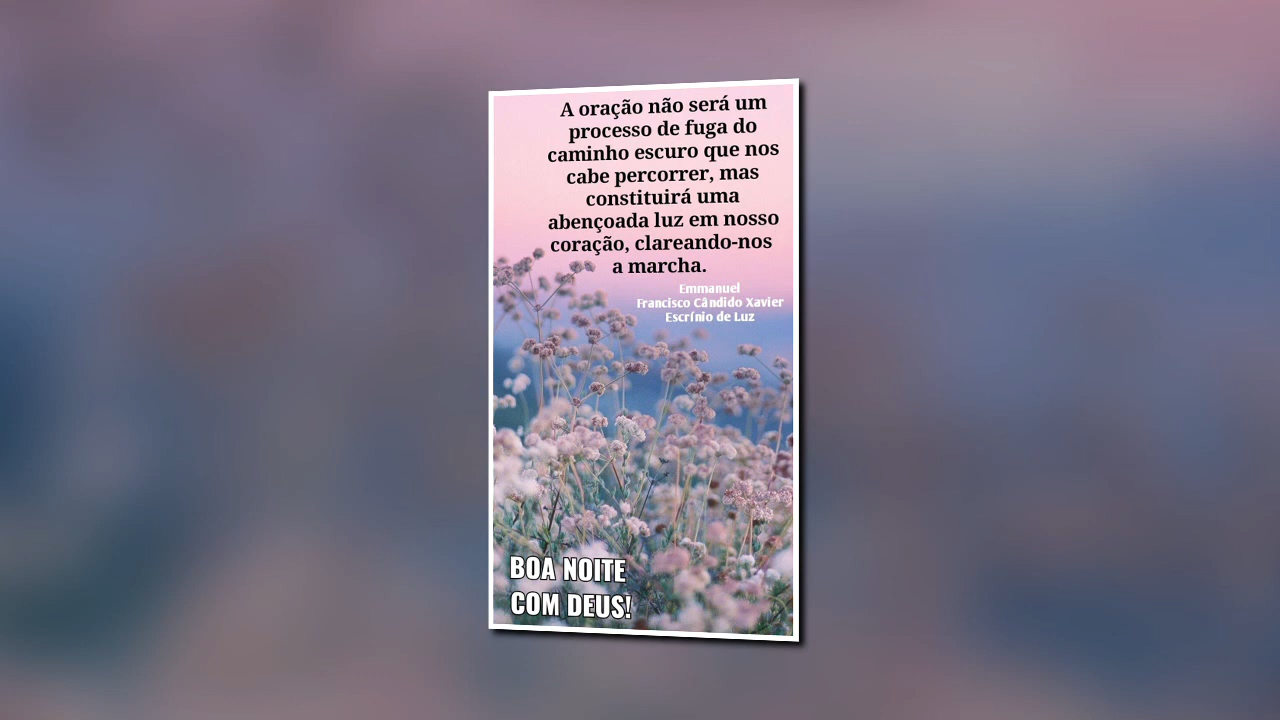 A oração não será um
processo de fuga do
caminho escuro que nos
cabe percorrer, mas
constituirá uma
abençoada luz em nosso
coração, clareando-nos
a marcha.
Emmanuel
Francisco Cândido Xavier
Escrínio de Luz
BOA NOITE
COM DEUS!